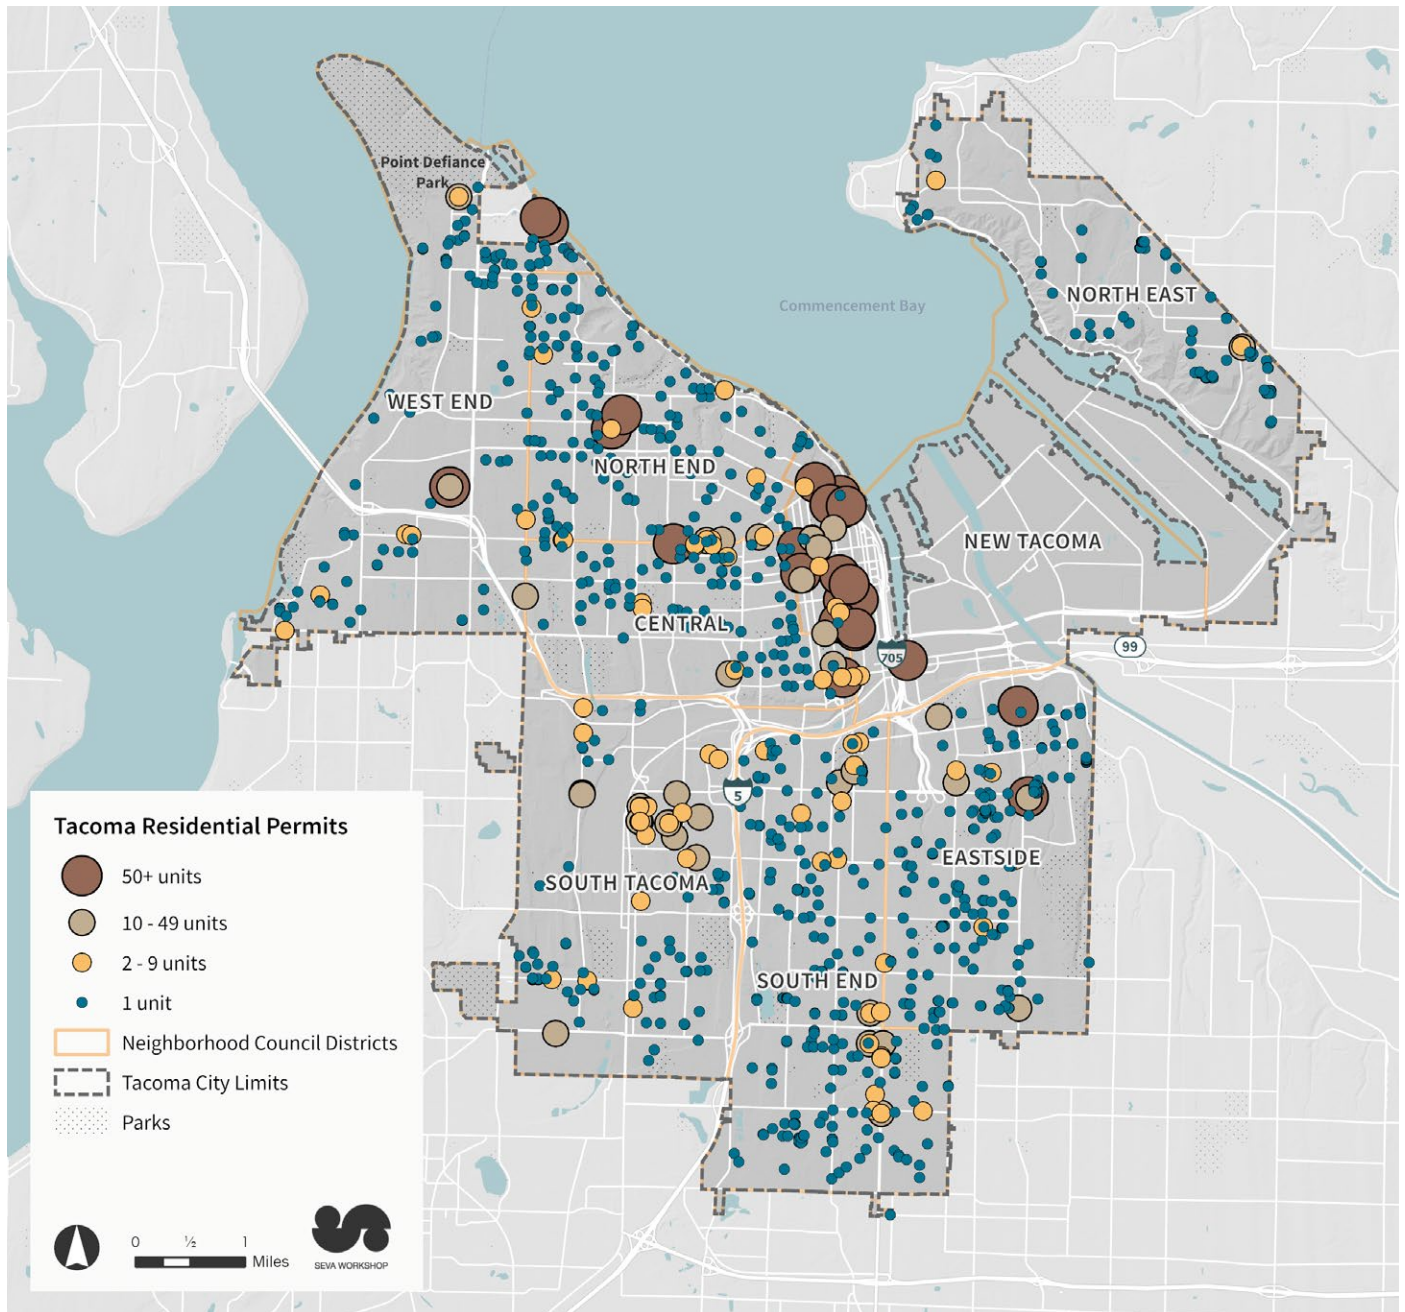 Point Defiance
Park
Commencement Bay
NORTH EAST
WEST END
NORTH END
NEW TACOMA
CENTRAL
705
99
5
EASTSIDE
SOUTH TACOMA
SOUTH END
Tacoma Residential Permits
50+ units
10 - 49 units
2 - 9 units
1 unit
Neighborhood Council Districts
Tacoma City Limits
Parks
0 ½ 1
Miles
SEVA WORKSHOP